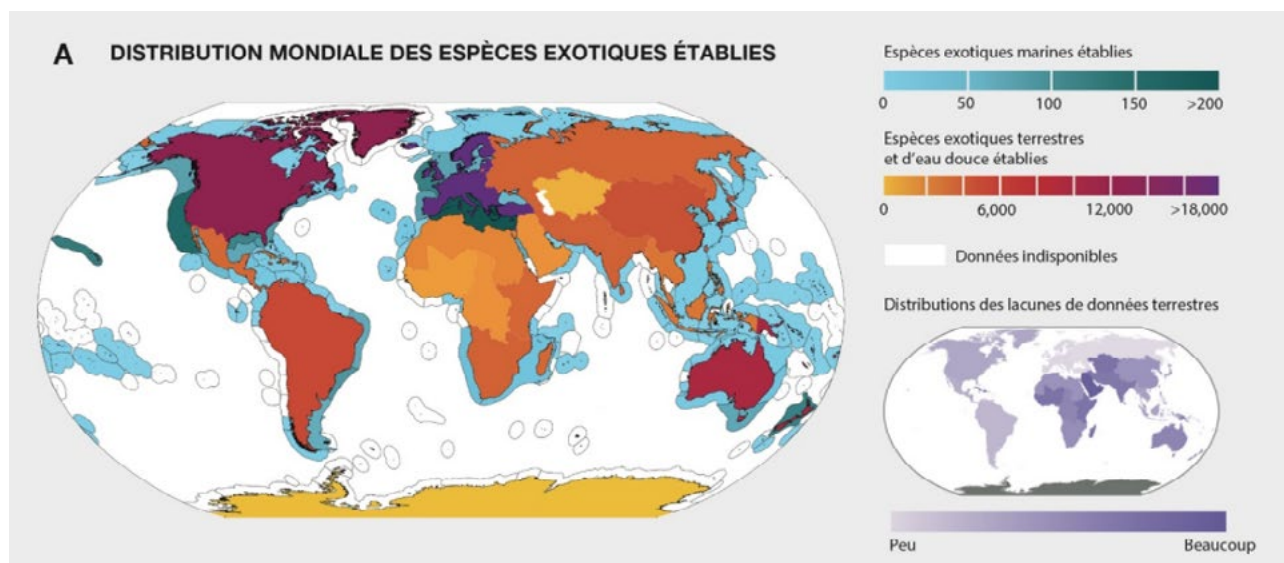 A DISTRIBUTION MONDIALE DES ESPÈCES EXOTIQUES ÉTABLIES
Espèces exotiques marines établies
0 50 100 150 >200
Espèces exotiques terrestres
et d'eau douce établies
0 6,000 12,000 >18,000
Données indisponibles
Distributions des lacunes de données terrestres
Peu Beaucoup